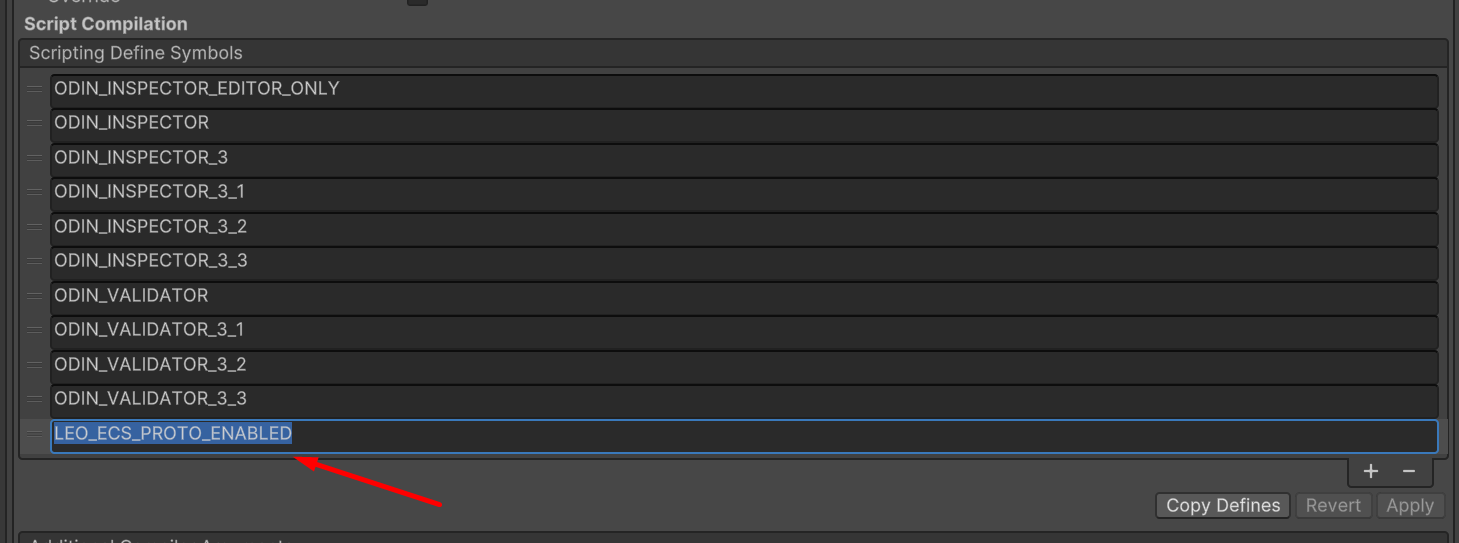 Script Compilation
Scripting Define Symbols
ODIN_INSPECTOR_EDITOR_ONLY
ODIN_INSPECTOR
ODIN_INSPECTOR_3
ODIN_INSPECTOR_3_1
ODIN_INSPECTOR_3_2
ODIN_INSPECTOR_3_3
ODIN_VALIDATOR
ODIN_VALIDATOR_3_1
ODIN_VALIDATOR_3_2
ODIN_VALIDATOR_3_3
LEO_ECS_PROTO_ENABLED
+ −
Copy Defines Revert Apply